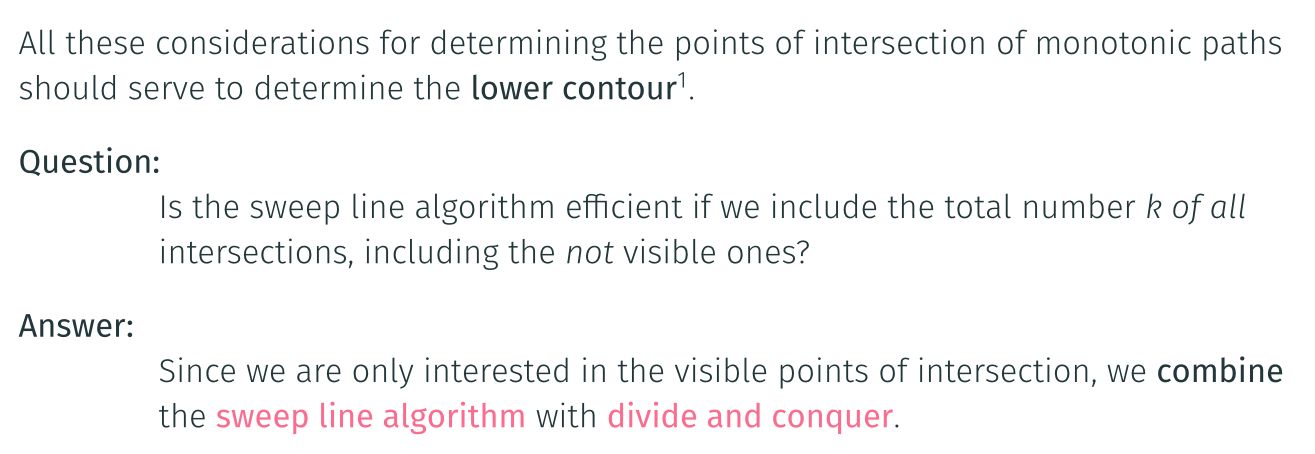 All these considerations for determining the points of intersection of monotonic paths
should serve to determine the lower contour¹.
Question:
Is the sweep line algorithm efficient if we include the total number k of all
intersections, including the not visible ones?
Answer:
Since we are only interested in the visible points of intersection, we combine
the sweep line algorithm with divide and conquer.